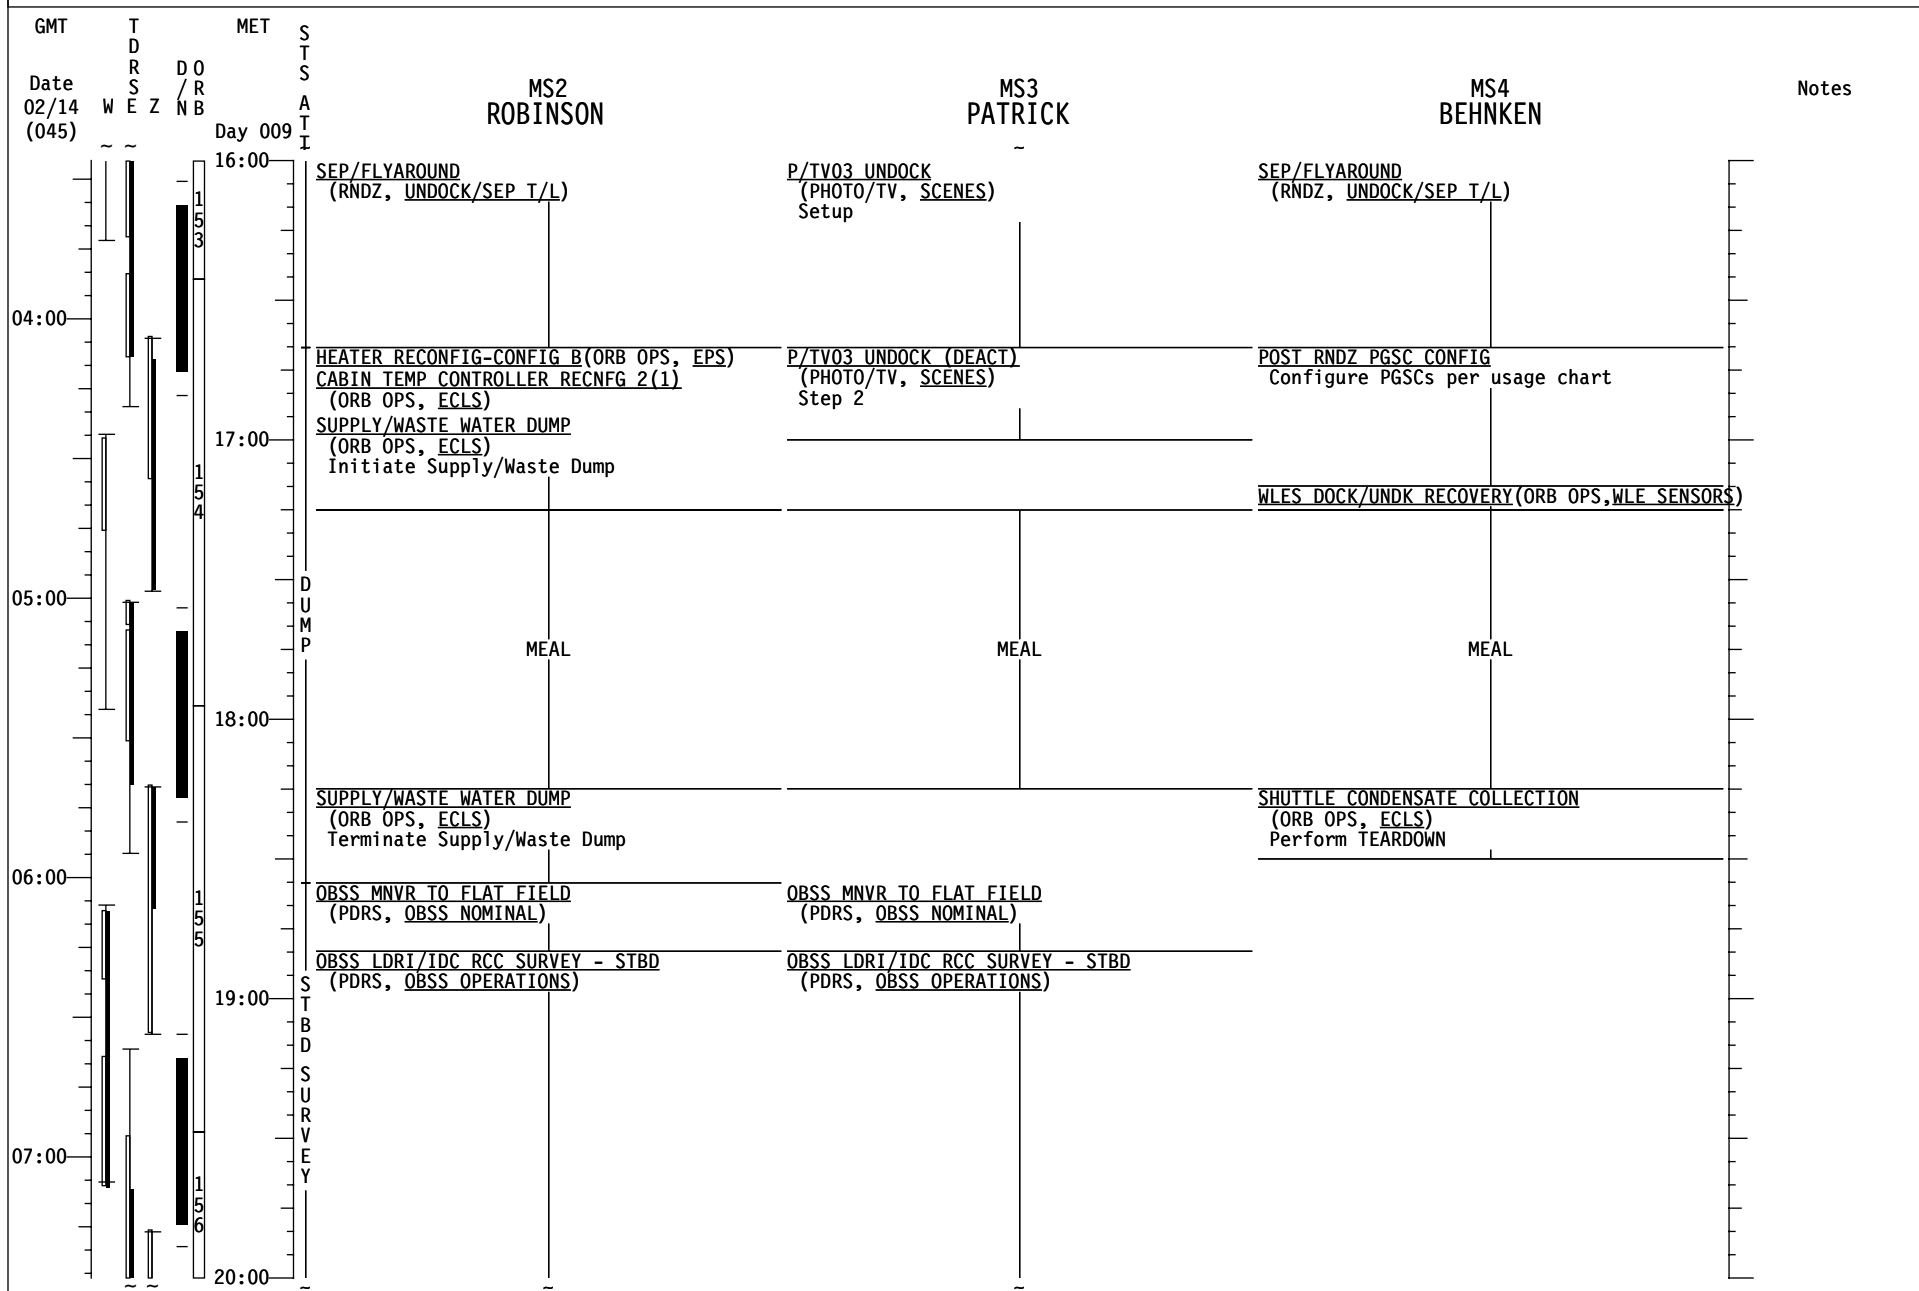 GMT
TDRS
MET
STS ATT
Date
02/14
(045)
W E Z
D/N
ORB
Day 009
MS2
ROBINSON
MS3
PATRICK
MS4
BEHNKEN
Notes
~ ~ ~
16:00
SEP/FLYAROUND
(RNDZ, UNDOCK/SEP T/L)
P/TV03 UNDOCK
(PHOTO/TV, SCENES)
Setup
SEP/FLYAROUND
(RNDZ, UNDOCK/SEP T/L)
153
04:00
HEATER RECONFIG-CONFIG B(ORB OPS, EPS)
CABIN TEMP CONTROLLER RECNFG 2(1)
(ORB OPS, ECLS)
SUPPLY/WASTE WATER DUMP
(ORB OPS, ECLS)
Initiate Supply/Waste Dump
P/TV03 UNDOCK (DEACT)
(PHOTO/TV, SCENES)
Step 2
POST RNDZ PGSC CONFIG
Configure PGSCs per usage chart
17:00
154
WLES DOCK/UNDK RECOVERY(ORB OPS,WLE SENSORS)
05:00
DUMP
MEAL
MEAL
MEAL
18:00
SUPPLY/WASTE WATER DUMP
(ORB OPS, ECLS)
Terminate Supply/Waste Dump
SHUTTLE CONDENSATE COLLECTION
(ORB OPS, ECLS)
Perform TEARDOWN
06:00
155
OBSS MNVR TO FLAT FIELD
(PDRS, OBSS NOMINAL)
OBSS MNVR TO FLAT FIELD
(PDRS, OBSS NOMINAL)
OBSS LDRI/IDC RCC SURVEY - STBD
(PDRS, OBSS OPERATIONS)
OBSS LDRI/IDC RCC SURVEY - STBD
(PDRS, OBSS OPERATIONS)
19:00
STBD SURVEY
07:00
156
20:00
~ ~ ~ ~ ~